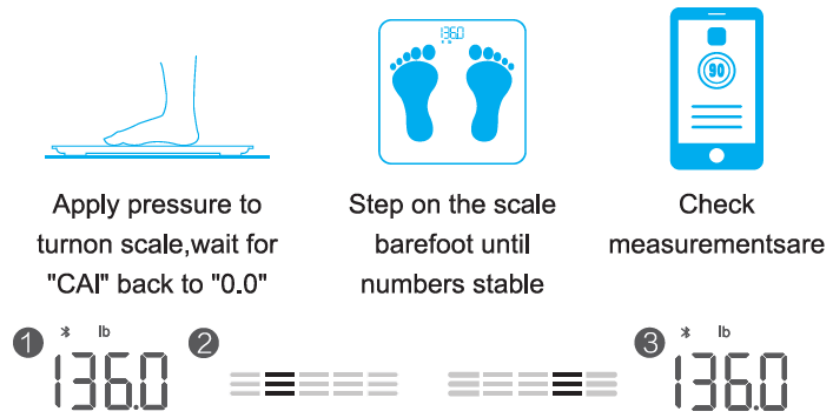 136.0
lb
90
Apply pressure to
turnon scale,wait for
"CAI" back to "0.0"
Step on the scale
barefoot until
numbers stable
Check
measurementsare
1
lb
136.0
2
3
lb
136.0